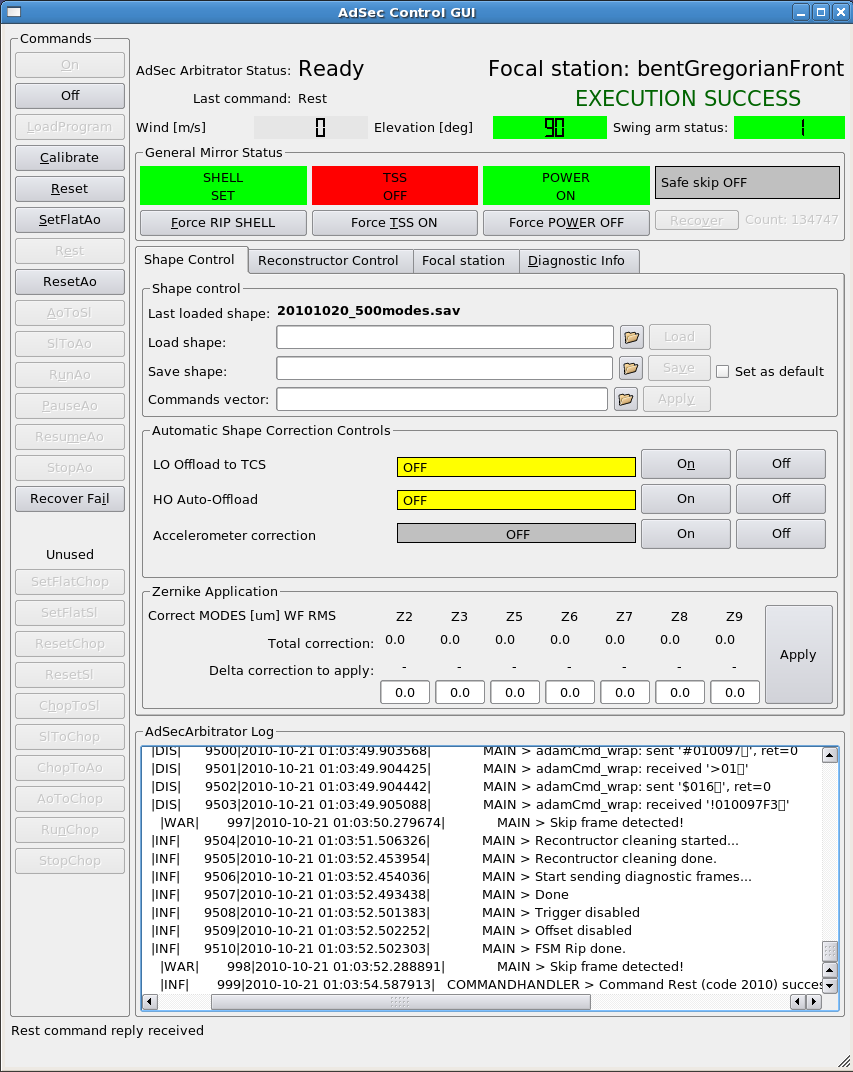 AdSec Control GUI
Commands
On
Off
LoadProgram
Calibrate
Reset
SetFlatAo
Rest
ResetAo
AoToSl
SlToAo
RunAo
PauseAo
ResumeAo
StopAo
Recover Fail
Unused
SetFlatChop
SetFlatSl
ResetChop
ResetSl
ChopToSl
SlToChop
ChopToAo
AoToChop
RunChop
StopChop
AdSec Arbitrator Status: Ready
Focal station: bentGregorianFront
Last command: Rest
EXECUTION SUCCESS
Wind [m/s] 0 Elevation [deg] 90 Swing arm status: 1
General Mirror Status
SHELL
SET
TSS
OFF
POWER
ON
Safe skip OFF
Force RIP SHELL
Force TSS ON
Force POWER OFF
Recover
Count: 134747
Shape Control
Reconstructor Control
Focal station
Diagnostic Info
Shape control
Last loaded shape: 20101020_500modes.sav
Load shape:
Load
Save shape:
Save
Set as default
Commands vector:
Apply
Automatic Shape Correction Controls
LO Offload to TCS OFF On Off
HO Auto-Offload OFF On Off
Accelerometer correction OFF On Off
Zernike Application
Correct MODES [um] WF RMS Z2 Z3 Z5 Z6 Z7 Z8 Z9
Total correction: 0.0 0.0 0.0 0.0 0.0 0.0 0.0
Delta correction to apply: - - - - - - -
0.0 0.0 0.0 0.0 0.0 0.0 0.0
Apply
AdSecArbitrator Log
|DIS| 9500|2010-10-21 01:03:49.903568| MAIN > adamCmd_wrap: sent '#010097▯', ret=0
|DIS| 9501|2010-10-21 01:03:49.904425| MAIN > adamCmd_wrap: received '>01▯'
|DIS| 9502|2010-10-21 01:03:49.904442| MAIN > adamCmd_wrap: sent '$016▯', ret=0
|DIS| 9503|2010-10-21 01:03:49.905088| MAIN > adamCmd_wrap: received '!010097F3▯'
|WAR| 997|2010-10-21 01:03:50.279674| MAIN > Skip frame detected!
|INF| 9504|2010-10-21 01:03:51.506326| MAIN > Recontructor cleaning started...
|INF| 9505|2010-10-21 01:03:52.453954| MAIN > Recontructor cleaning done.
|INF| 9506|2010-10-21 01:03:52.454036| MAIN > Start sending diagnostic frames...
|INF| 9507|2010-10-21 01:03:52.493438| MAIN > Done
|INF| 9508|2010-10-21 01:03:52.501383| MAIN > Trigger disabled
|INF| 9509|2010-10-21 01:03:52.502252| MAIN > Offset disabled
|INF| 9510|2010-10-21 01:03:52.502303| MAIN > FSM Rip done.
|WAR| 998|2010-10-21 01:03:52.288891| MAIN > Skip frame detected!
|INF| 999|2010-10-21 01:03:54.587913| COMMANDHANDLER > Command Rest (code 2010) succes
Rest command reply received